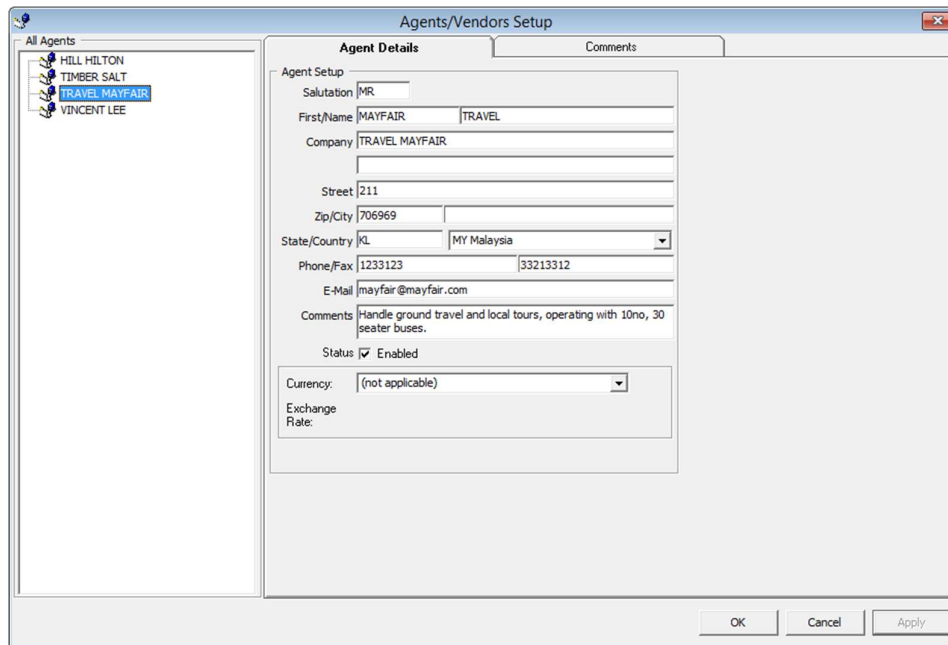 Agents/Vendors Setup
All Agents
HILL HILTON
TIMBER SALT
TRAVEL MAYFAIR
VINCENT LEE
Agent Details
Comments
Agent Setup
Salutation MR
First/Name MAYFAIR TRAVEL
Company TRAVEL MAYFAIR
Street 211
Zip/City 706969
State/Country KL MY Malaysia
Phone/Fax 1233123 33213312
E-Mail mayfair@mayfair.com
Comments Handle ground travel and local tours, operating with 10no, 30
seater buses.
Status Enabled
Currency: (not applicable)
Exchange
Rate:
OK Cancel Apply